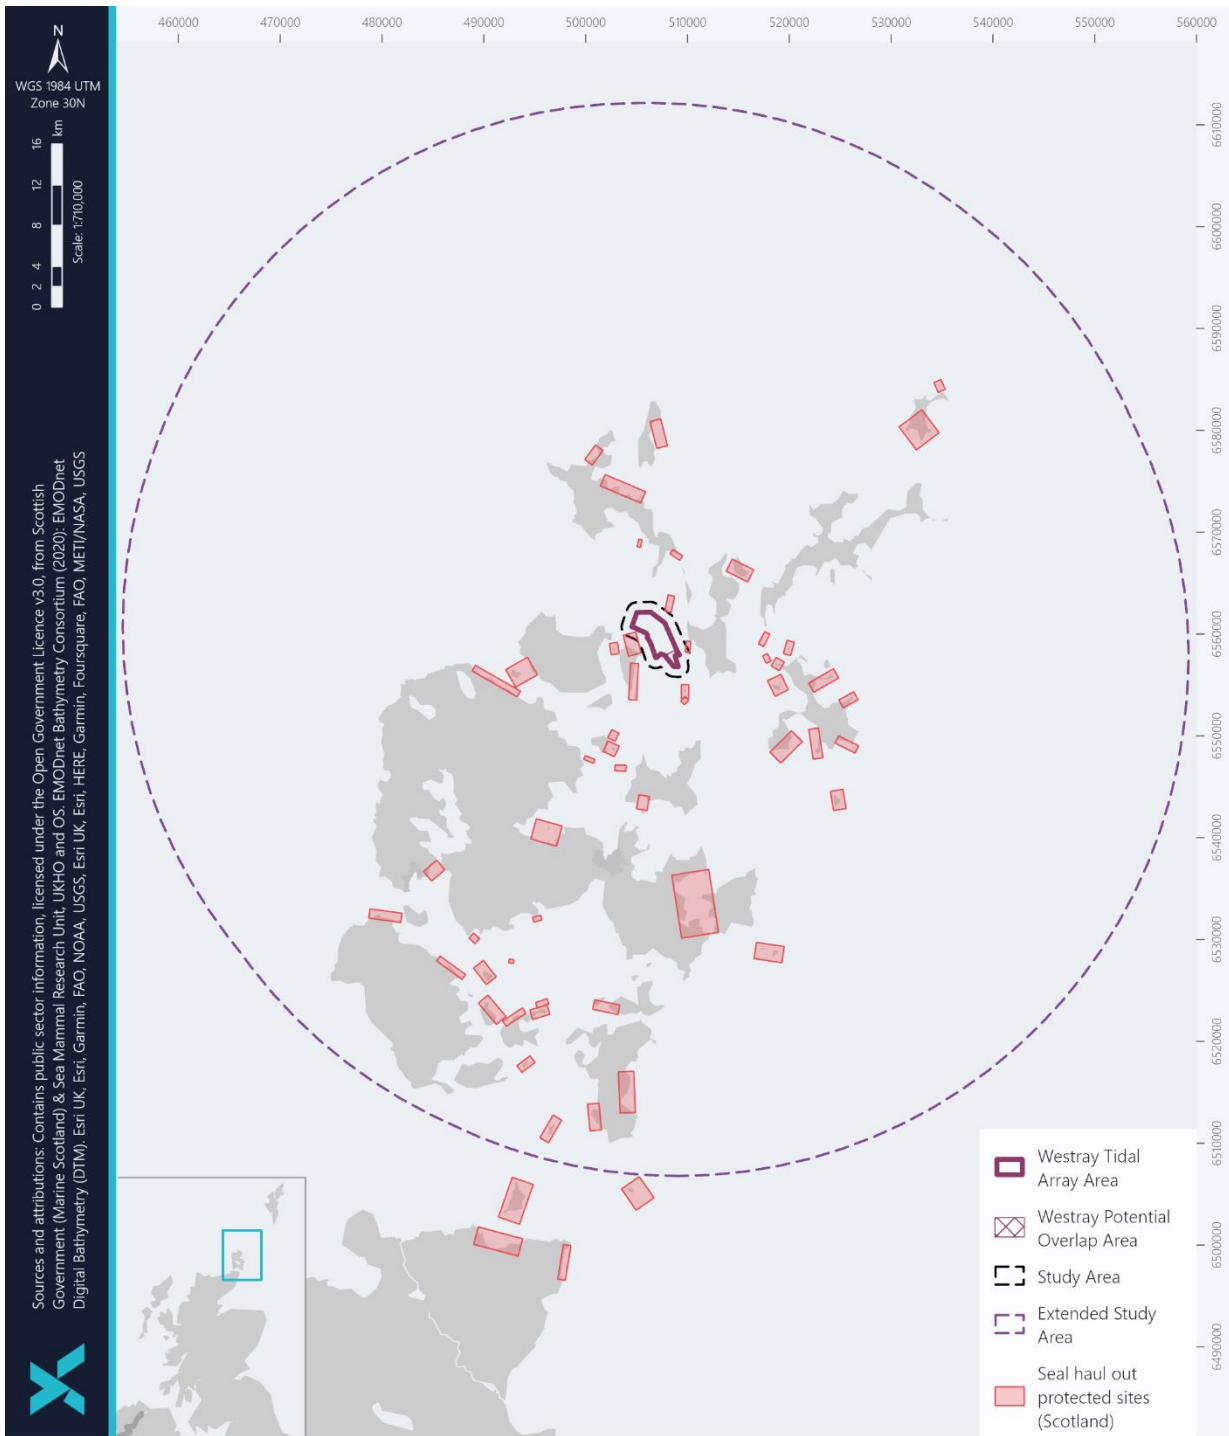 460000 470000 480000 490000 500000 510000 520000 530000 540000 550000 560000
N
WGS 1984 UTM
Zone 30N
0 2 4 8 12 16 km
Scale: 1:710,000
Sources and attributions: Contains public sector information, licensed under the Open Government Licence v3.0, from Scottish
Government (Marine Scotland) & Sea Mammal Research Unit, UKHO and OS. EMODnet Bathymetry Consortium (2020): EMODnet
Digital Bathymetry (DTM). Esri UK, Esri, Garmin, FAO, NOAA, USGS, Esri UK, Esri, HERE, Garmin, Foursquare, FAO, METI/NASA, USGS
6610000
6600000
6590000
6580000
6570000
6560000
6550000
6540000
6530000
6520000
6510000
6500000
6490000
Westray Tidal
Array Area
Westray Potential
Overlap Area
Study Area
Extended Study
Area
Seal haul out
protected sites
(Scotland)